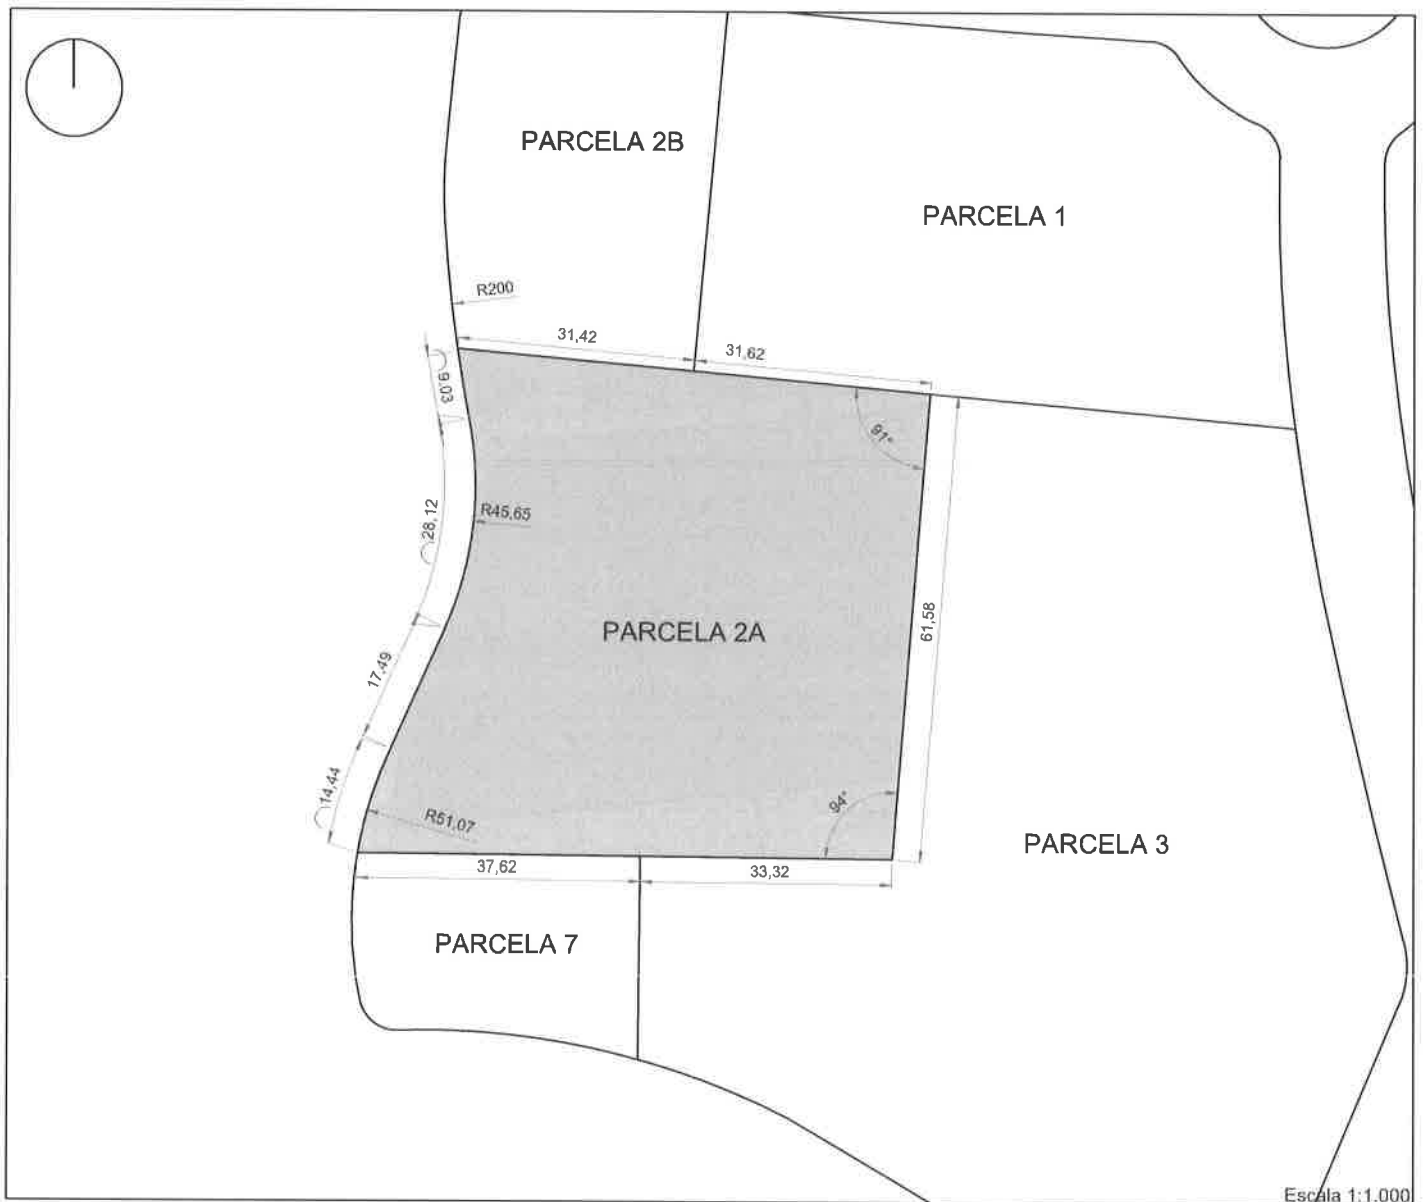 PARCELA 2B
PARCELA 1
R200
31,42
31,62
9,03
91°
28,12
R45,65
61,58
PARCELA 2A
17,49
14,44
R51,07
94°
PARCELA 3
37,62
33,32
PARCELA 7
Escala 1:1.000